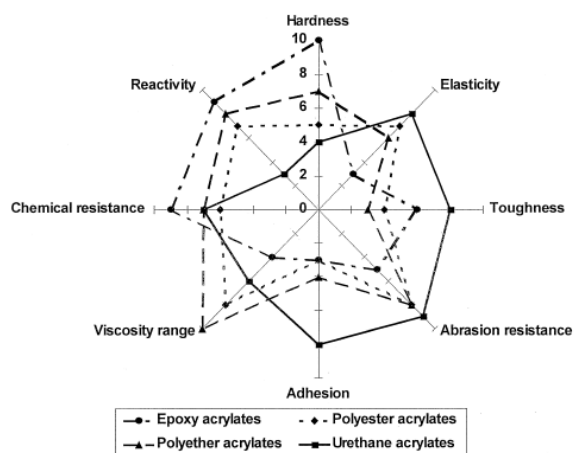 Hardness
10
8
6
4
2
0
Reactivity
Elasticity
Chemical resistance
Toughness
Viscosity range
Abrasion resistance
Adhesion
Epoxy acrylates
Polyester acrylates
Polyether acrylates
Urethane acrylates